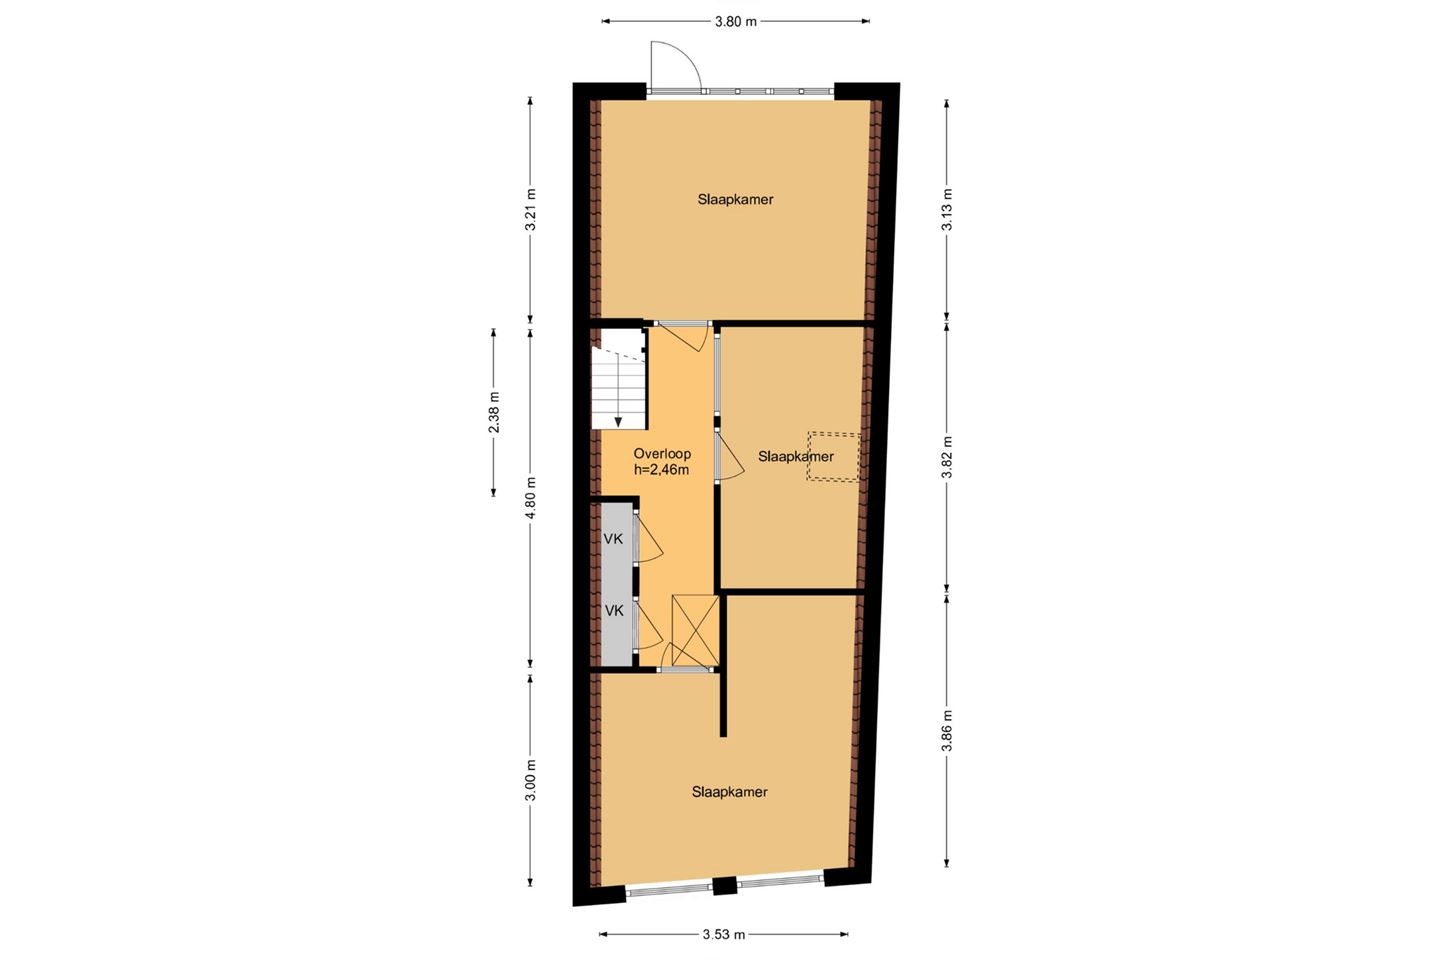 3.80 m
Slaapkamer
3.21 m
3.13 m
2.38 m
Overloop
h=2,46m
Slaapkamer
3.82 m
4.80 m
VK
VK
3.86 m
Slaapkamer
3.00 m
3.53 m